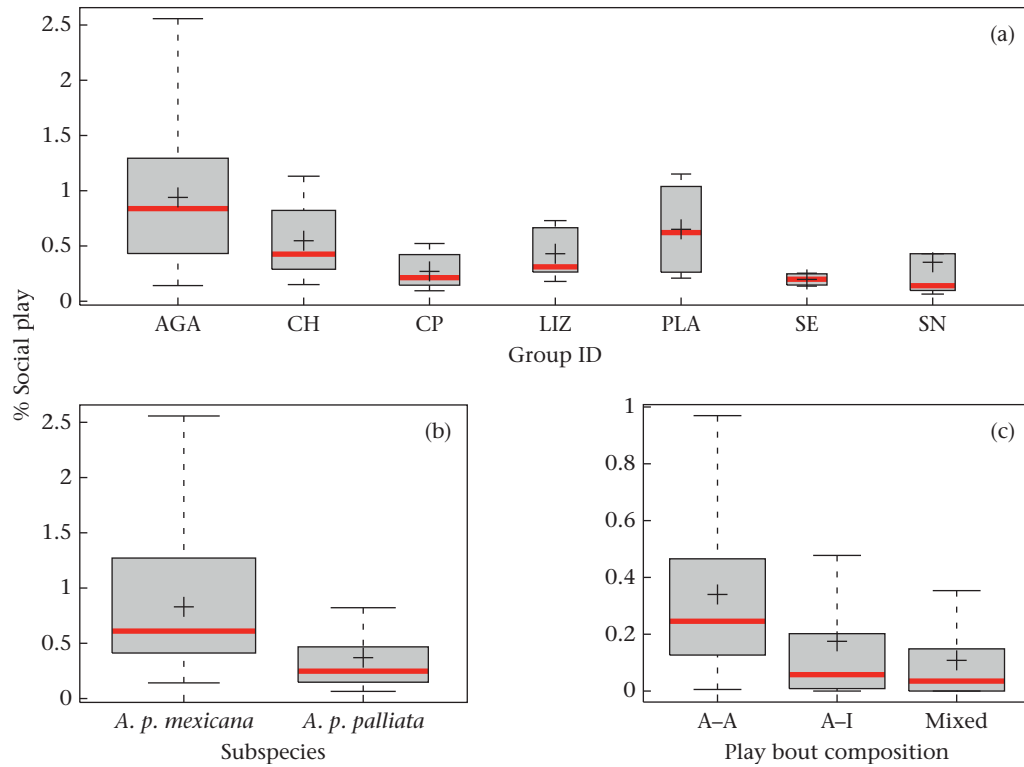 % Social play
(a)
2.5
2
1.5
1
0.5
0
AGA CH CP LIZ PLA SE SN
Group ID
(b)
2.5
2
1.5
1
0.5
0
A. p. mexicana A. p. palliata
Subspecies
(c)
1
0.8
0.6
0.4
0.2
0
A–A A–I Mixed
Play bout composition